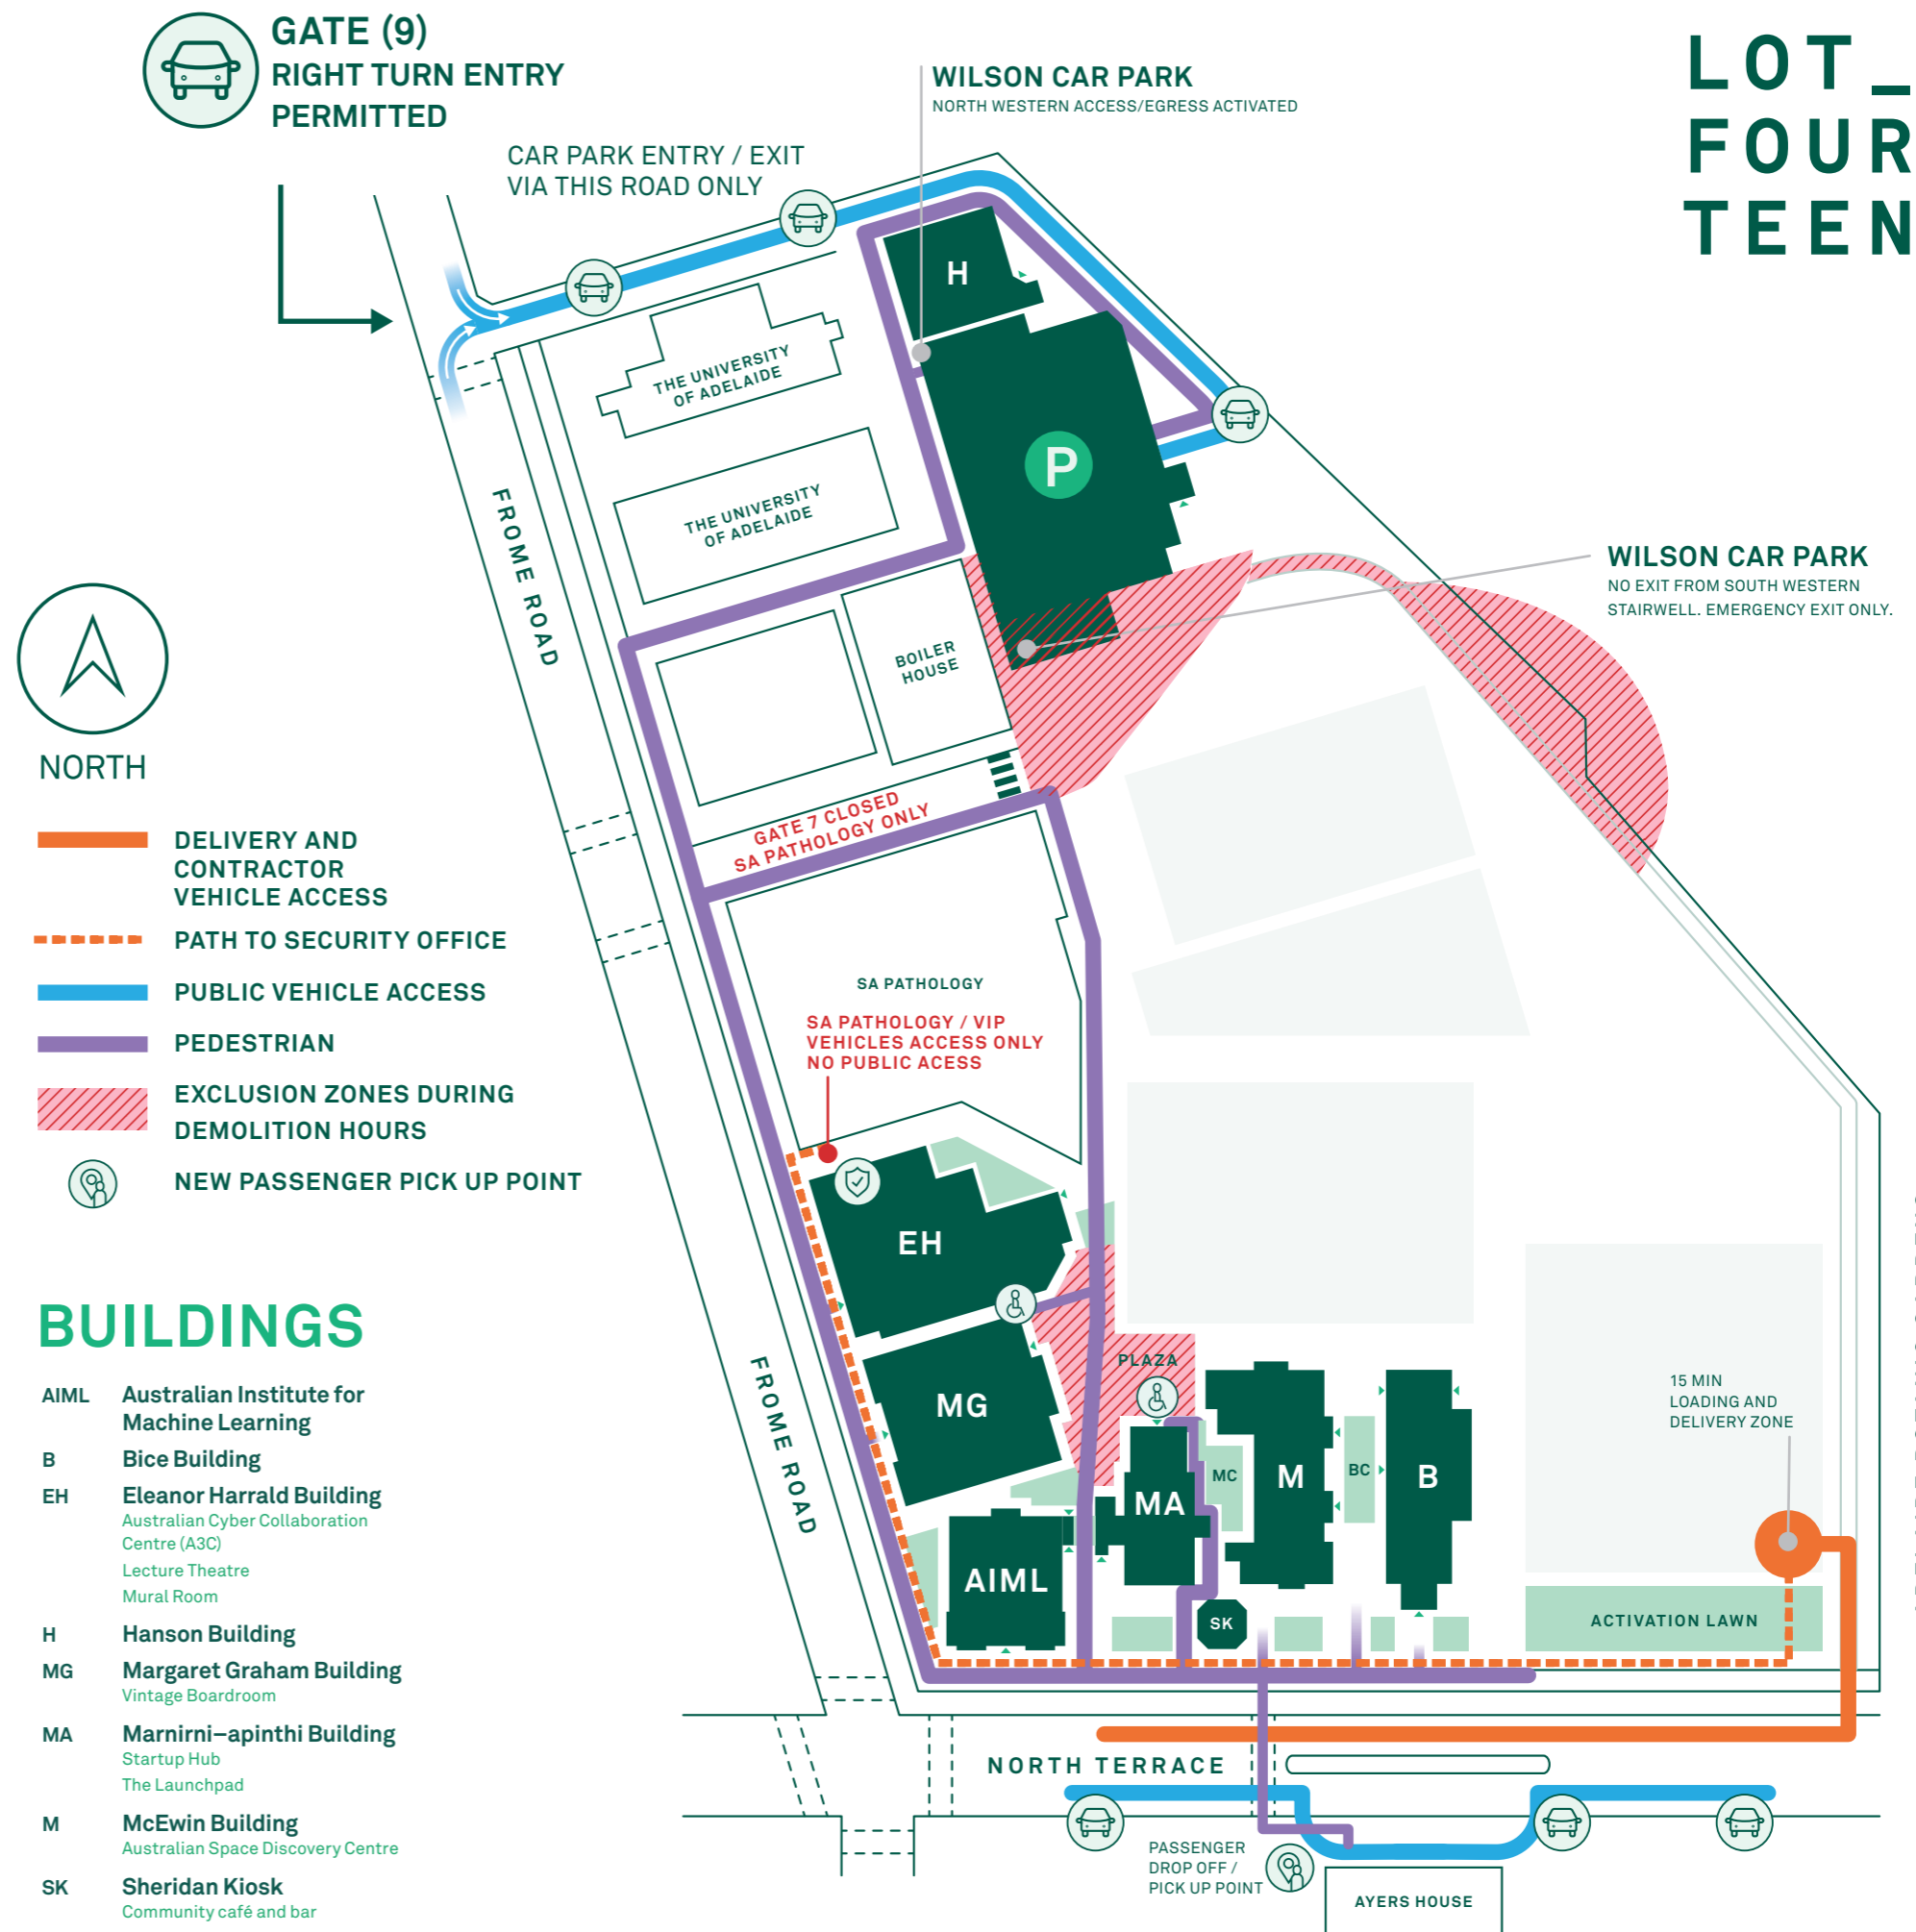 GATE (9)
RIGHT TURN ENTRY
PERMITTED
LOT_
FOUR
TEEN
WILSON CAR PARK
NORTH WESTERN ACCESS/EGRESS ACTIVATED
CAR PARK ENTRY / EXIT
VIA THIS ROAD ONLY
H
THE UNIVERSITY
OF ADELAIDE
P
THE UNIVERSITY
OF ADELAIDE
FROME ROAD
WILSON CAR PARK
NO EXIT FROM SOUTH WESTERN
STAIRWELL. EMERGENCY EXIT ONLY.
BOILER
HOUSE
NORTH
GATE 7 CLOSED
SA PATHOLOGY ONLY
DELIVERY AND
CONTRACTOR
VEHICLE ACCESS
PATH TO SECURITY OFFICE
PUBLIC VEHICLE ACCESS
PEDESTRIAN
EXCLUSION ZONES DURING
DEMOLITION HOURS
NEW PASSENGER PICK UP POINT
SA PATHOLOGY
SA PATHOLOGY / VIP
VEHICLES ACCESS ONLY
NO PUBLIC ACESS
EH
MG
PLAZA
FROME ROAD
15 MIN
LOADING AND
DELIVERY ZONE
MC
M
BC
B
MA
AIML
SK
ACTIVATION LAWN
NORTH TERRACE
PASSENGER
DROP OFF /
PICK UP POINT
AYERS HOUSE
BUILDINGS
AIML Australian Institute for
Machine Learning
B Bice Building
EH Eleanor Harrald Building
Australian Cyber Collaboration
Centre (A3C)
Lecture Theatre
Mural Room
H Hanson Building
MG Margaret Graham Building
Vintage Boardroom
MA Marnirni–apinthi Building
Startup Hub
The Launchpad
M McEwin Building
Australian Space Discovery Centre
SK Sheridan Kiosk
Community café and bar